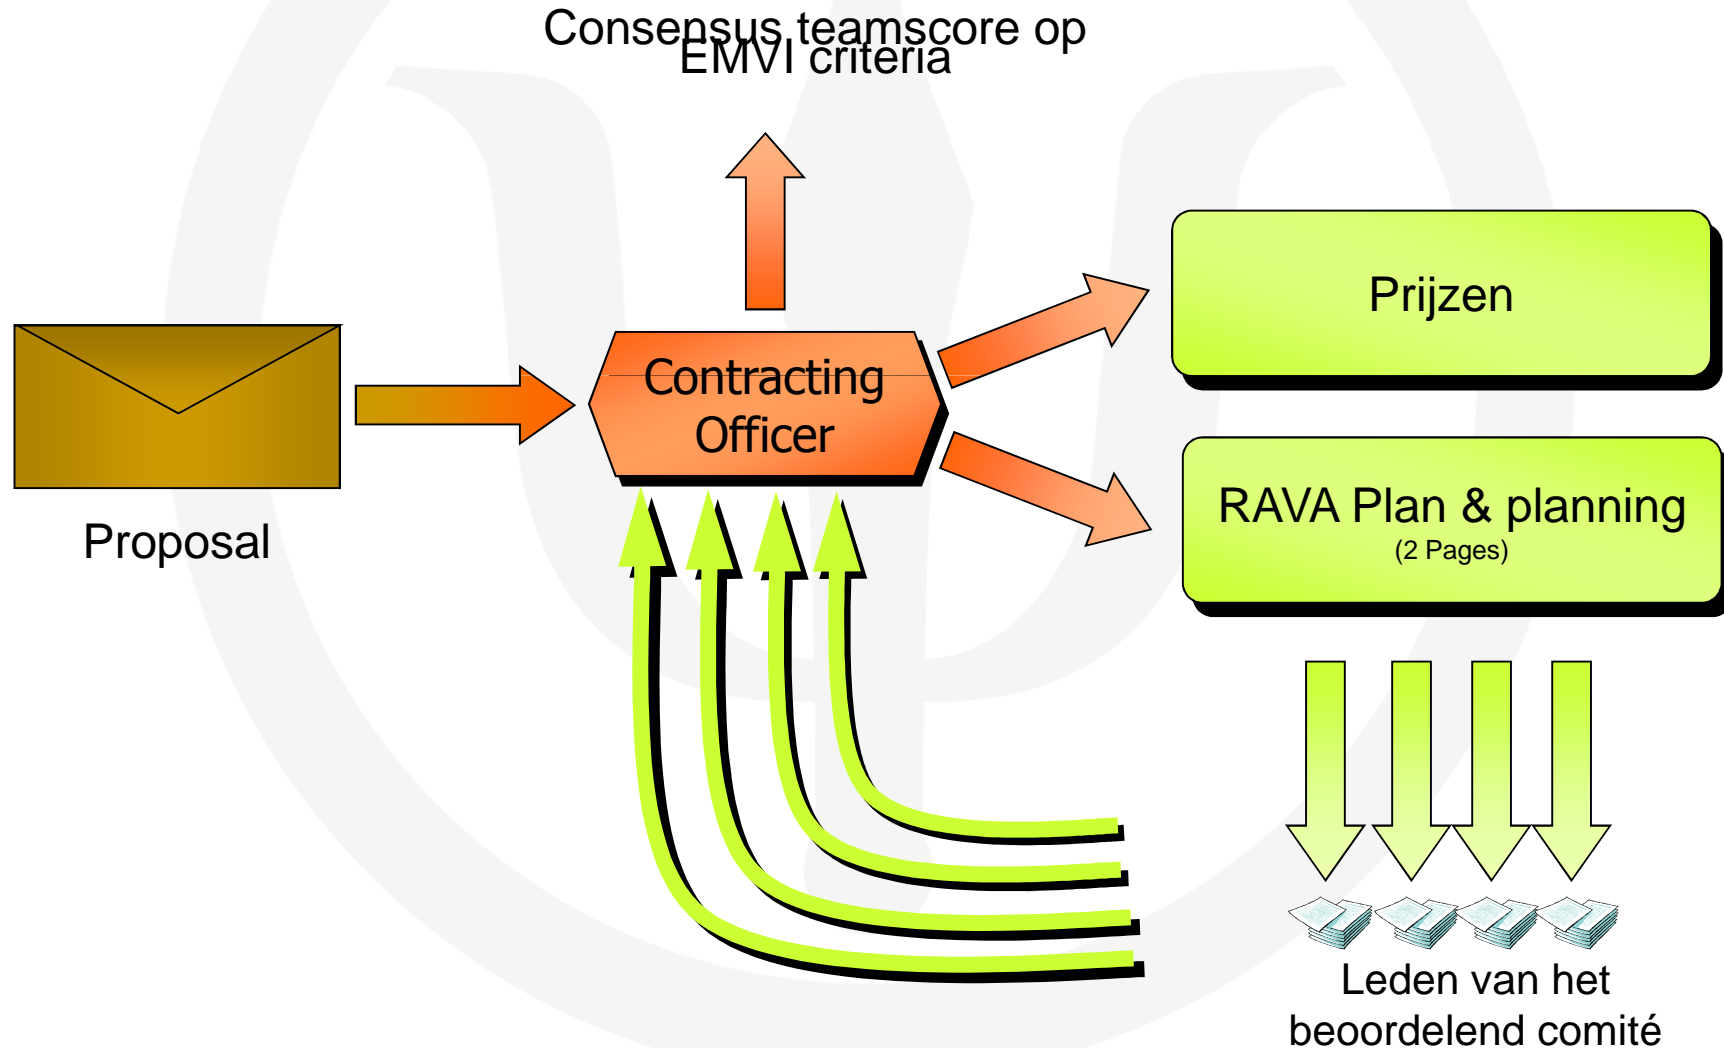 Consensus teamscore op
EMVI criteria
Prijzen
Contracting
Officer
RAVA Plan & planning
(2 Pages)
Proposal
Leden van het
beoordelend comité